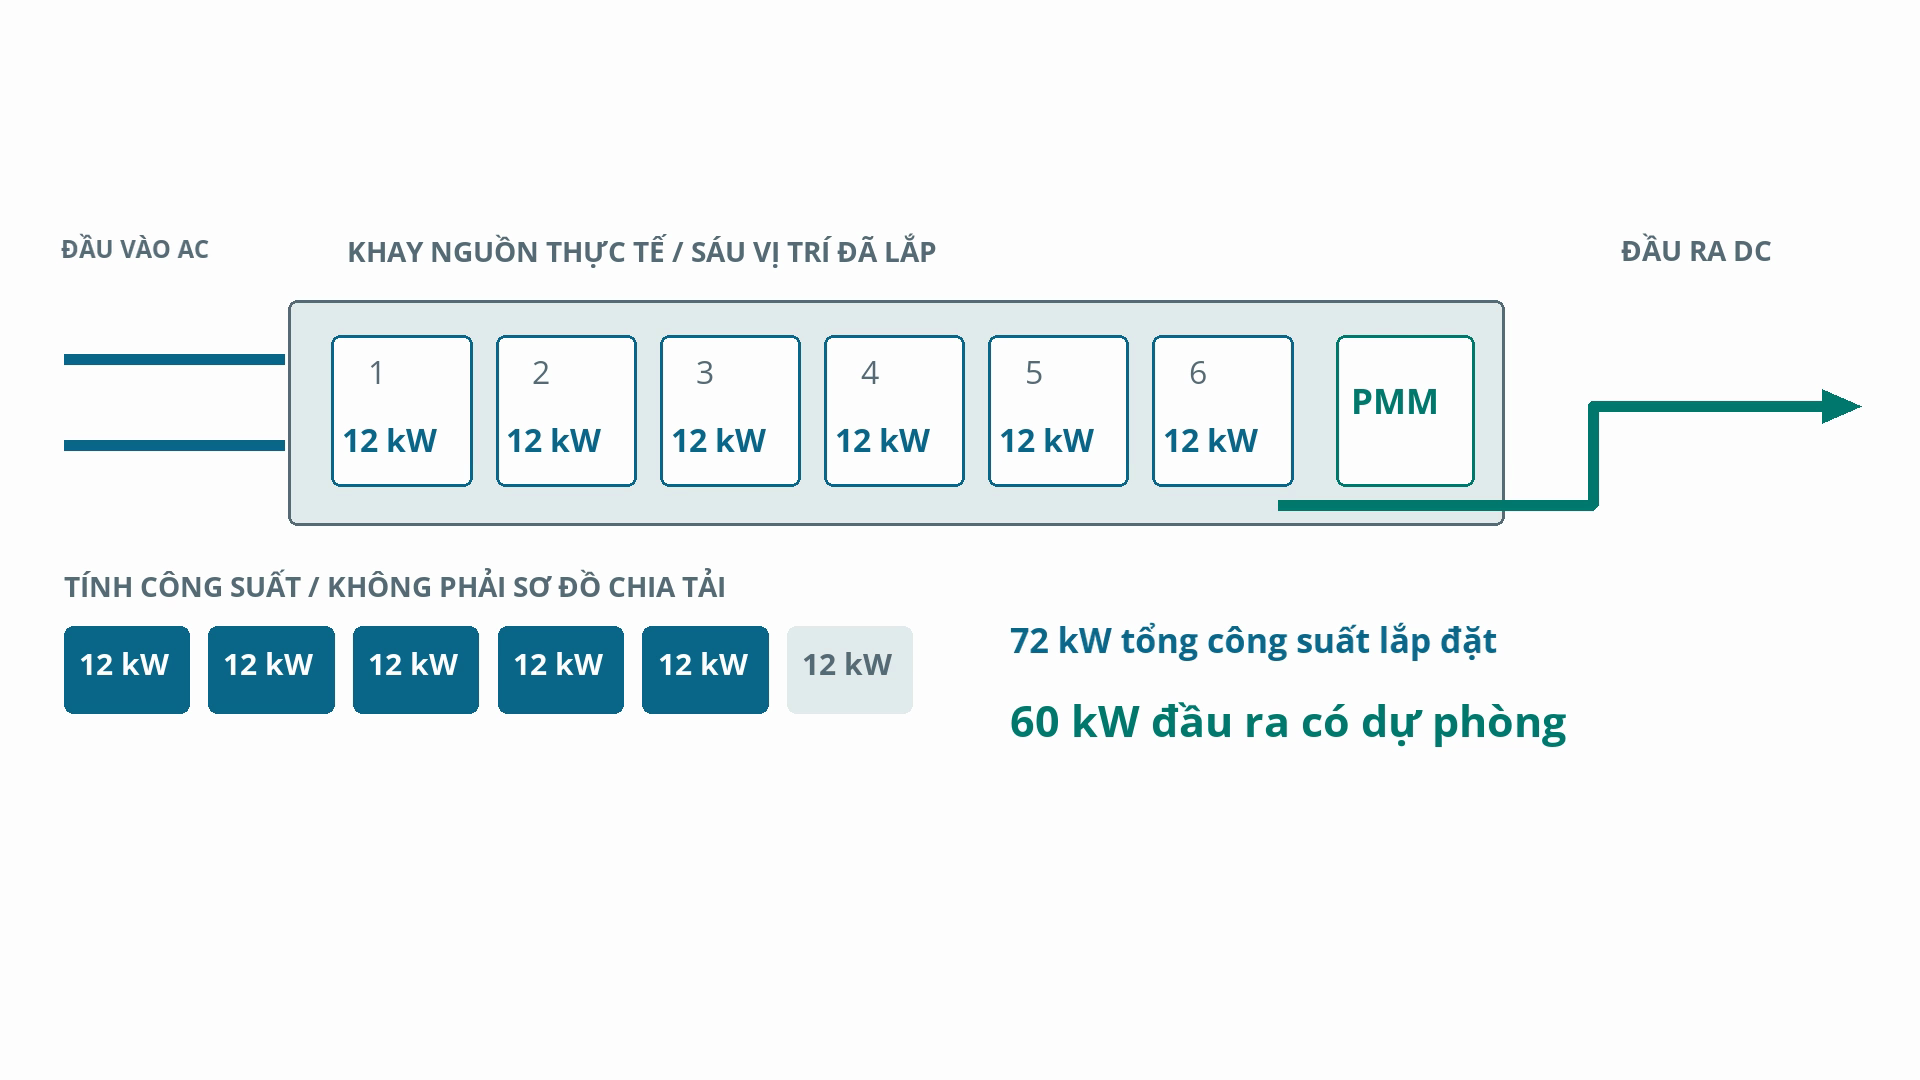 ĐẦU VÀO AC
KHAY NGUỒN THỰC TẾ / SÁU VỊ TRÍ ĐÃ LẮP
ĐẦU RA DC
1 2 3 4 5 6
PMM
12 kW 12 kW 12 kW 12 kW 12 kW 12 kW
TÍNH CÔNG SUẤT / KHÔNG PHẢI SƠ ĐỒ CHIA TẢI
12 kW 12 kW 12 kW 12 kW 12 kW 12 kW
72 kW tổng công suất lắp đặt
60 kW đầu ra có dự phòng